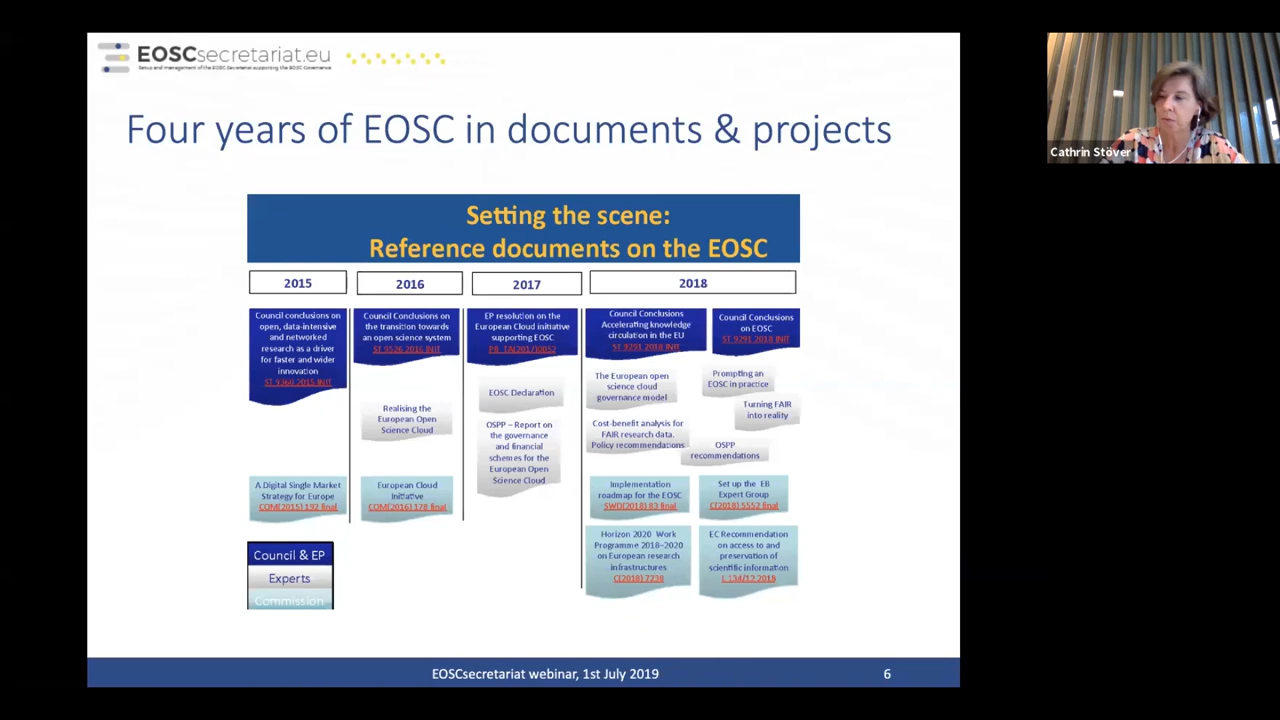 EOSCsecretariat.eu
Setup and management of the EOSC Secretariat supporting the EOSC Governance
Four years of EOSC in documents & projects
Setting the scene:
Reference documents on the EOSC
2015
2016
2017
2018
Council conclusions on
open, data-intensive
and networked
research as a driver
for faster and wider
innovation
ST 9360 2015 INIT
Council Conclusions on
the transition towards
an open science system
ST 9526 2016 INIT
EP resolution on the
European Cloud initiative
supporting EOSC
Council Conclusions
Accelerating knowledge
circulation in the EU
ST 9291 2018 INIT
Council Conclusions
on EOSC
ST 9291 2018 INIT
Realising the
European Open
Science Cloud
EOSC Declaration
OSPP – Report on
the governance
and financial
schemes for the
European Open
Science Cloud
The European open
science cloud
governance model
Prompting an
EOSC in practice
Turning FAIR
into reality
Cost-benefit analysis for
FAIR research data.
Policy recommendations
OSPP
recommendations
A Digital Single Market
Strategy for Europe
COM(2015) 192 final
European Cloud
Initiative
COM(2016) 178 final
Implementation
roadmap for the EOSC
SWD(2018) 83 final
Set up the EB
Expert Group
C(2018) 5552 final
Horizon 2020 Work
Programme 2018–2020
on European research
infrastructures
C(2018) 7238
EC Recommendation
on access to and
preservation of
scientific information
L 134/12 2018
Council & EP
Experts
Commission
EOSCsecretariat webinar, 1st July 2019
6
Cathrin Stöver